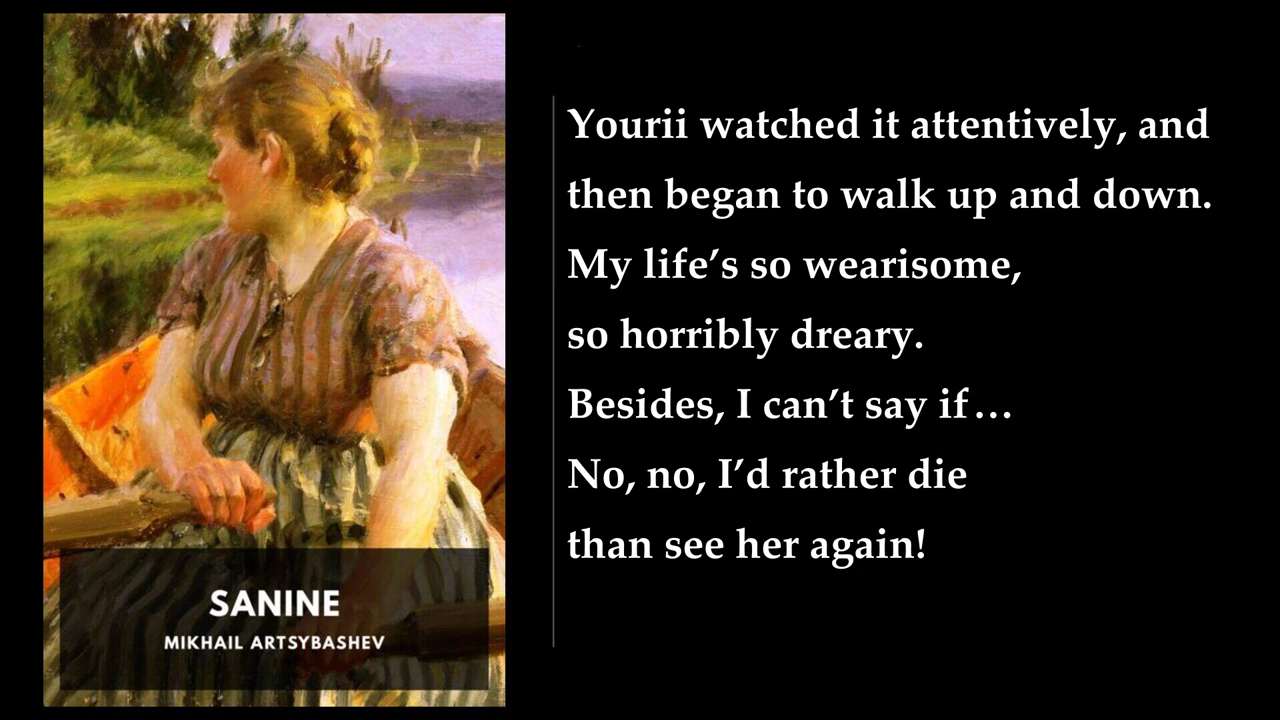 Yourii watched it attentively, and
then began to walk up and down.
My life’s so wearisome,
so horribly dreary.
Besides, I can’t say if…
No, no, I’d rather die
than see her again!
SANINE
MIKHAIL ARTSYBASHEV